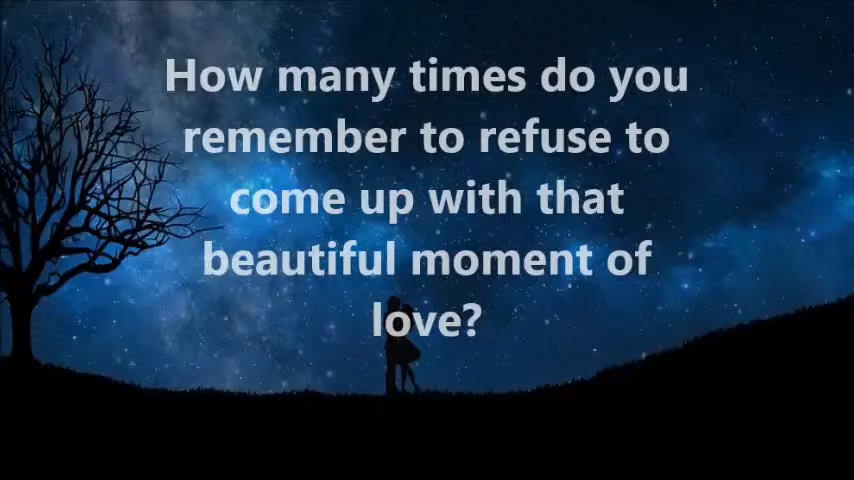 How many times do you
remember to refuse to
come up with that
beautiful moment of
love?